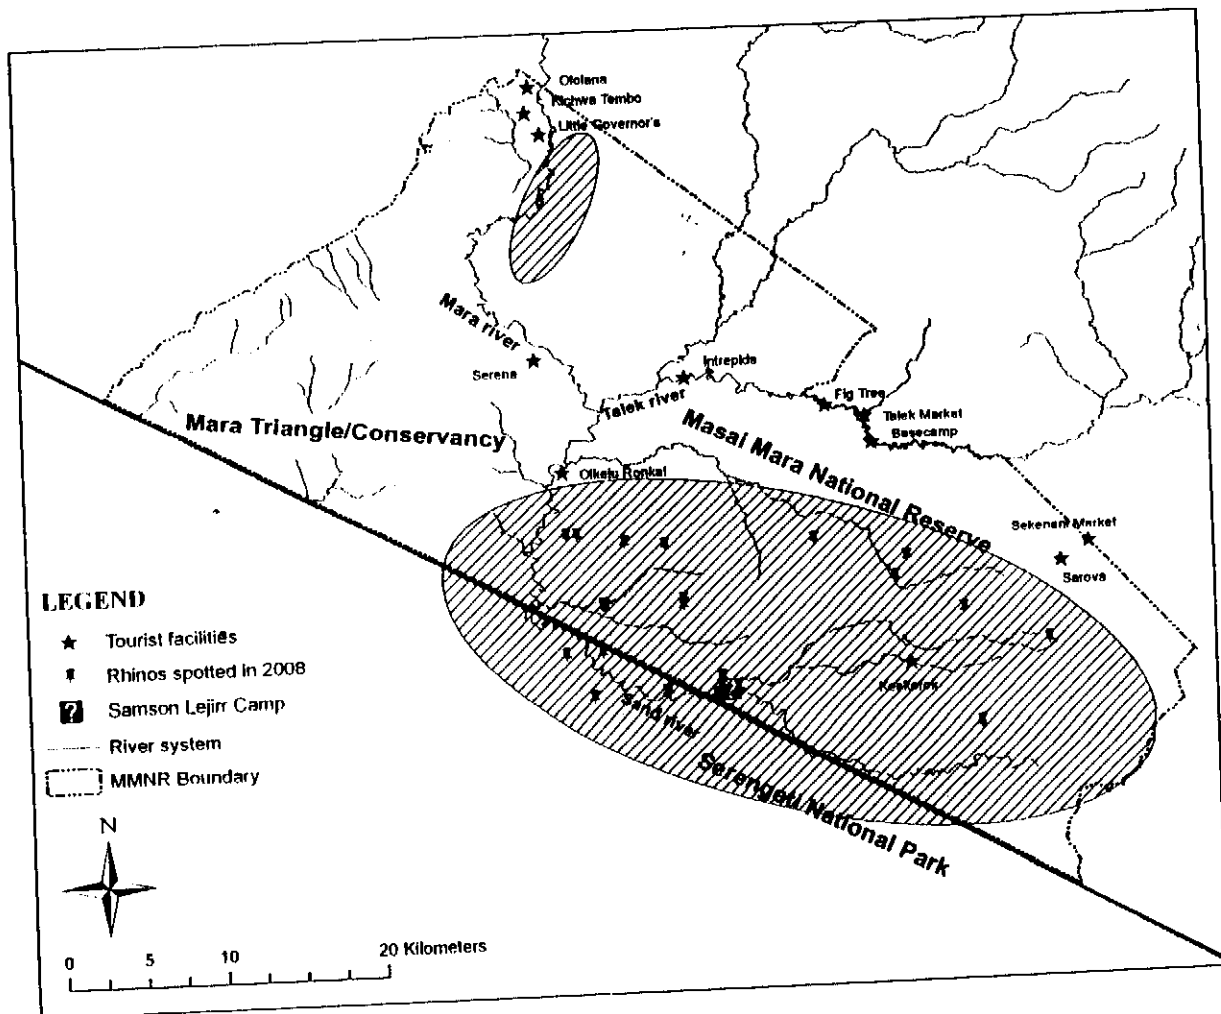 Ololana
Kichwa Tembo
Little Governor's
Mara river
Serena
Intrepids
Talek river
Fig Tree
Talek Market
Basecamp
Mara Triangle/Conservancy
Masai Mara National Reserve
Olkeju Ronkai
Sekenani Market
Sarova
Keekorok
Sand river
Serengeti National Park
LEGEND
Tourist facilities
Rhinos spotted in 2008
? Samson Lejirr Camp
River system
MMNR Boundary
N
0 5 10 20 Kilometers